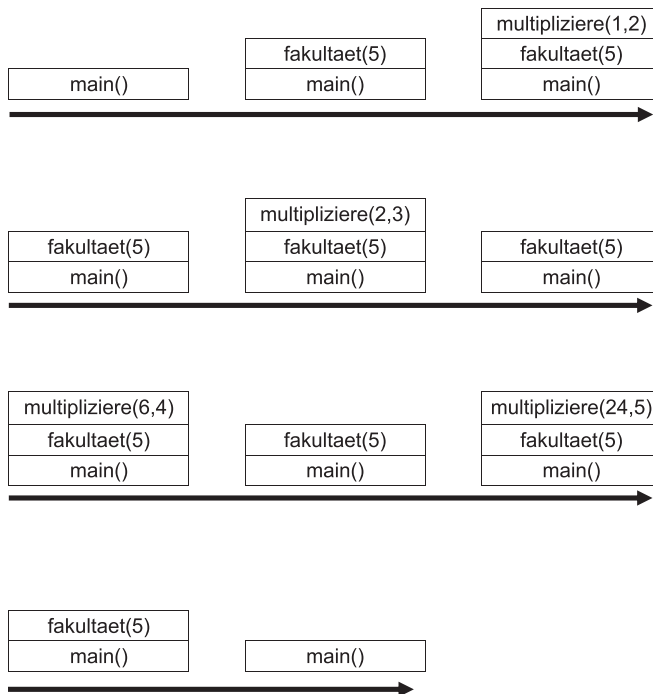 multipliziere(1,2)
fakultaet(5)
fakultaet(5)
main()
main()
main()
multipliziere(2,3)
fakultaet(5)
fakultaet(5)
fakultaet(5)
main()
main()
main()
multipliziere(6,4)
multipliziere(24,5)
fakultaet(5)
fakultaet(5)
fakultaet(5)
main()
main()
main()
fakultaet(5)
main()
main()